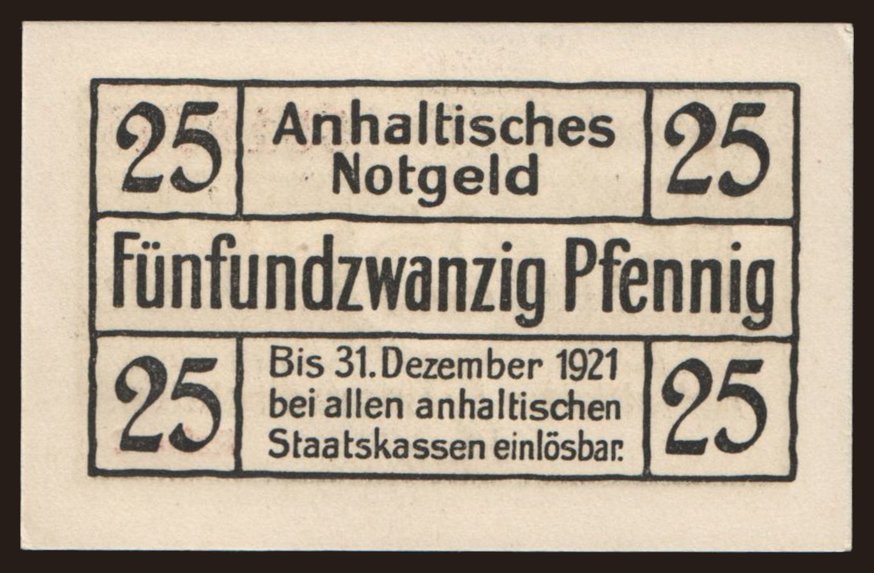 25 Anhaltisches 25
Notgeld
Fünfundzwanzig Pfennig
25 Bis 31. Dezember 1921 25
bei allen anhaltischen
Staatskassen einlösbar.